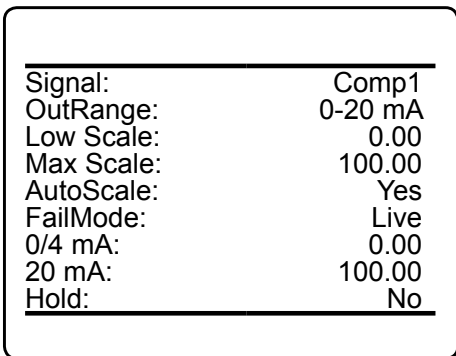 Signal: Comp1
OutRange: 0-20 mA
Low Scale: 0.00
Max Scale: 100.00
AutoScale: Yes
FailMode: Live
0/4 mA: 0.00
20 mA: 100.00
Hold: No